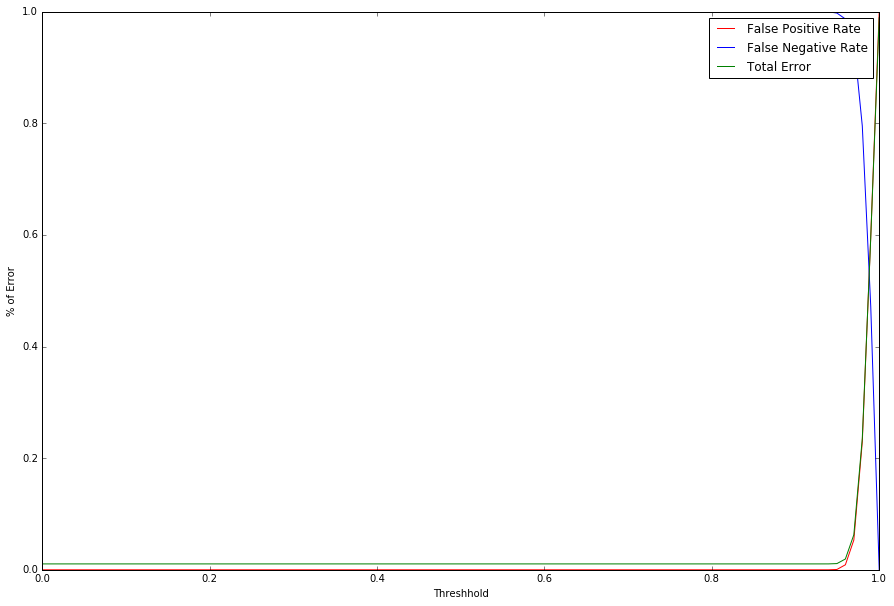 1.0
False Positive Rate
False Negative Rate
Total Error
0.8
0.6
% of Error
0.4
0.2
0.0
0.0 0.2 0.4 0.6 0.8 1.0
Threshhold